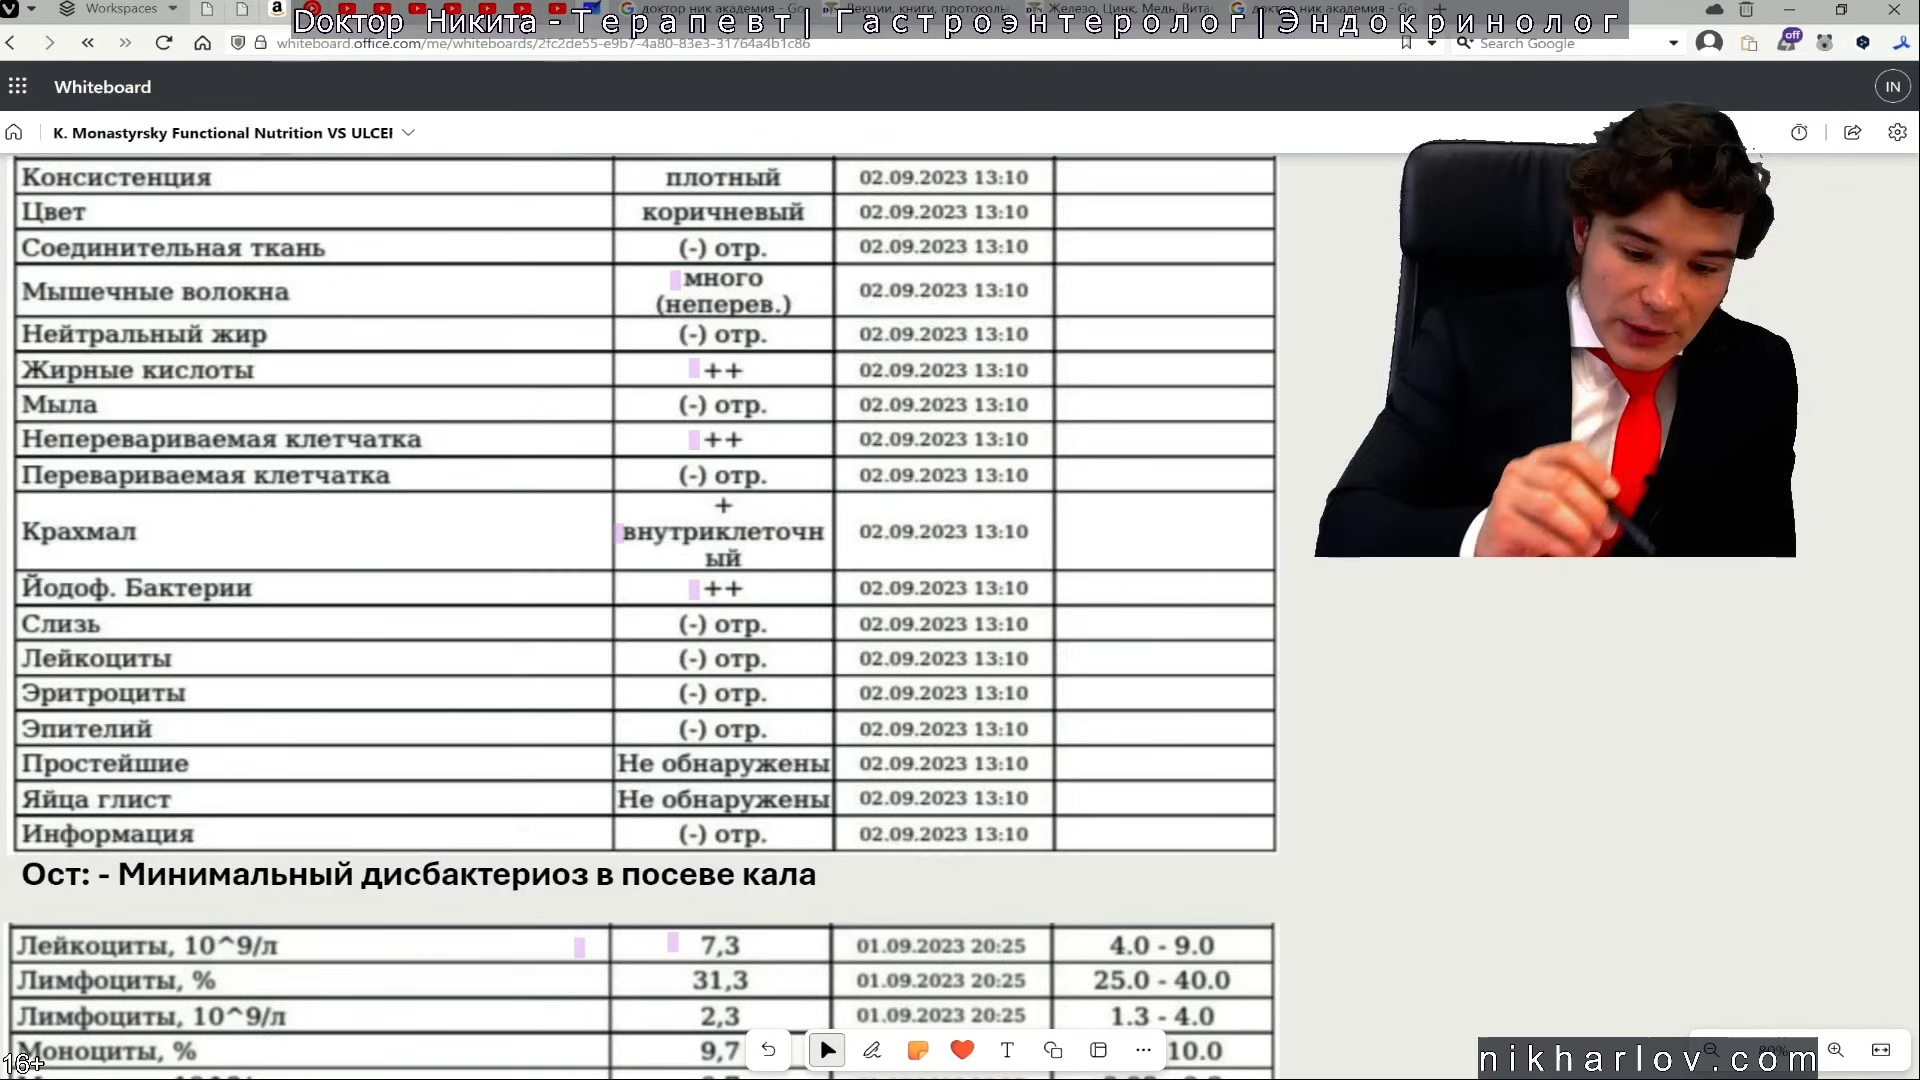 Dоктор Никита - Терапевт| Гастроэнтеролог|Эндокринолог
Workspaces
whiteboard.office.com/me/whiteboards/2fc2de55-e9b7-4a80-83e3-31764a4b1c86
Search Google
off
Whiteboard
IN
K. Monastyrsky Functional Nutrition VS ULCEI
Консистенция плотный 02.09.2023 13:10
Цвет коричневый 02.09.2023 13:10
Соединительная ткань (-) отр. 02.09.2023 13:10
Мышечные волокна много (неперев.) 02.09.2023 13:10
Нейтральный жир (-) отр. 02.09.2023 13:10
Жирные кислоты ++ 02.09.2023 13:10
Мыла (-) отр. 02.09.2023 13:10
Неперевариваемая клетчатка ++ 02.09.2023 13:10
Перевариваемая клетчатка (-) отр. 02.09.2023 13:10
Крахмал + внутриклеточный 02.09.2023 13:10
Йодоф. Бактерии ++ 02.09.2023 13:10
Слизь (-) отр. 02.09.2023 13:10
Лейкоциты (-) отр. 02.09.2023 13:10
Эритроциты (-) отр. 02.09.2023 13:10
Эпителий (-) отр. 02.09.2023 13:10
Простейшие Не обнаружены 02.09.2023 13:10
Яйца глист Не обнаружены 02.09.2023 13:10
Информация (-) отр. 02.09.2023 13:10
Ост: - Минимальный дисбактериоз в посеве кала
Лейкоциты, 10^9/л 7,3 01.09.2023 20:25 4.0 - 9.0
Лимфоциты, % 31,3 01.09.2023 20:25 25.0 - 40.0
Лимфоциты, 10^9/л 2,3 01.09.2023 20:25 1.3 - 4.0
Моноциты, % 9,7 10.0
16+
nikharlov.com